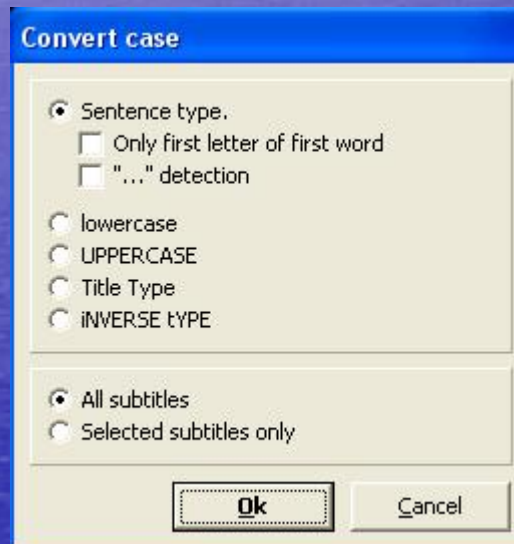 Convert case
Sentence type.
Only first letter of first word
"..." detection
lowercase
UPPERCASE
Title Type
iNVERSE tYPE
All subtitles
Selected subtitles only
Ok
Cancel